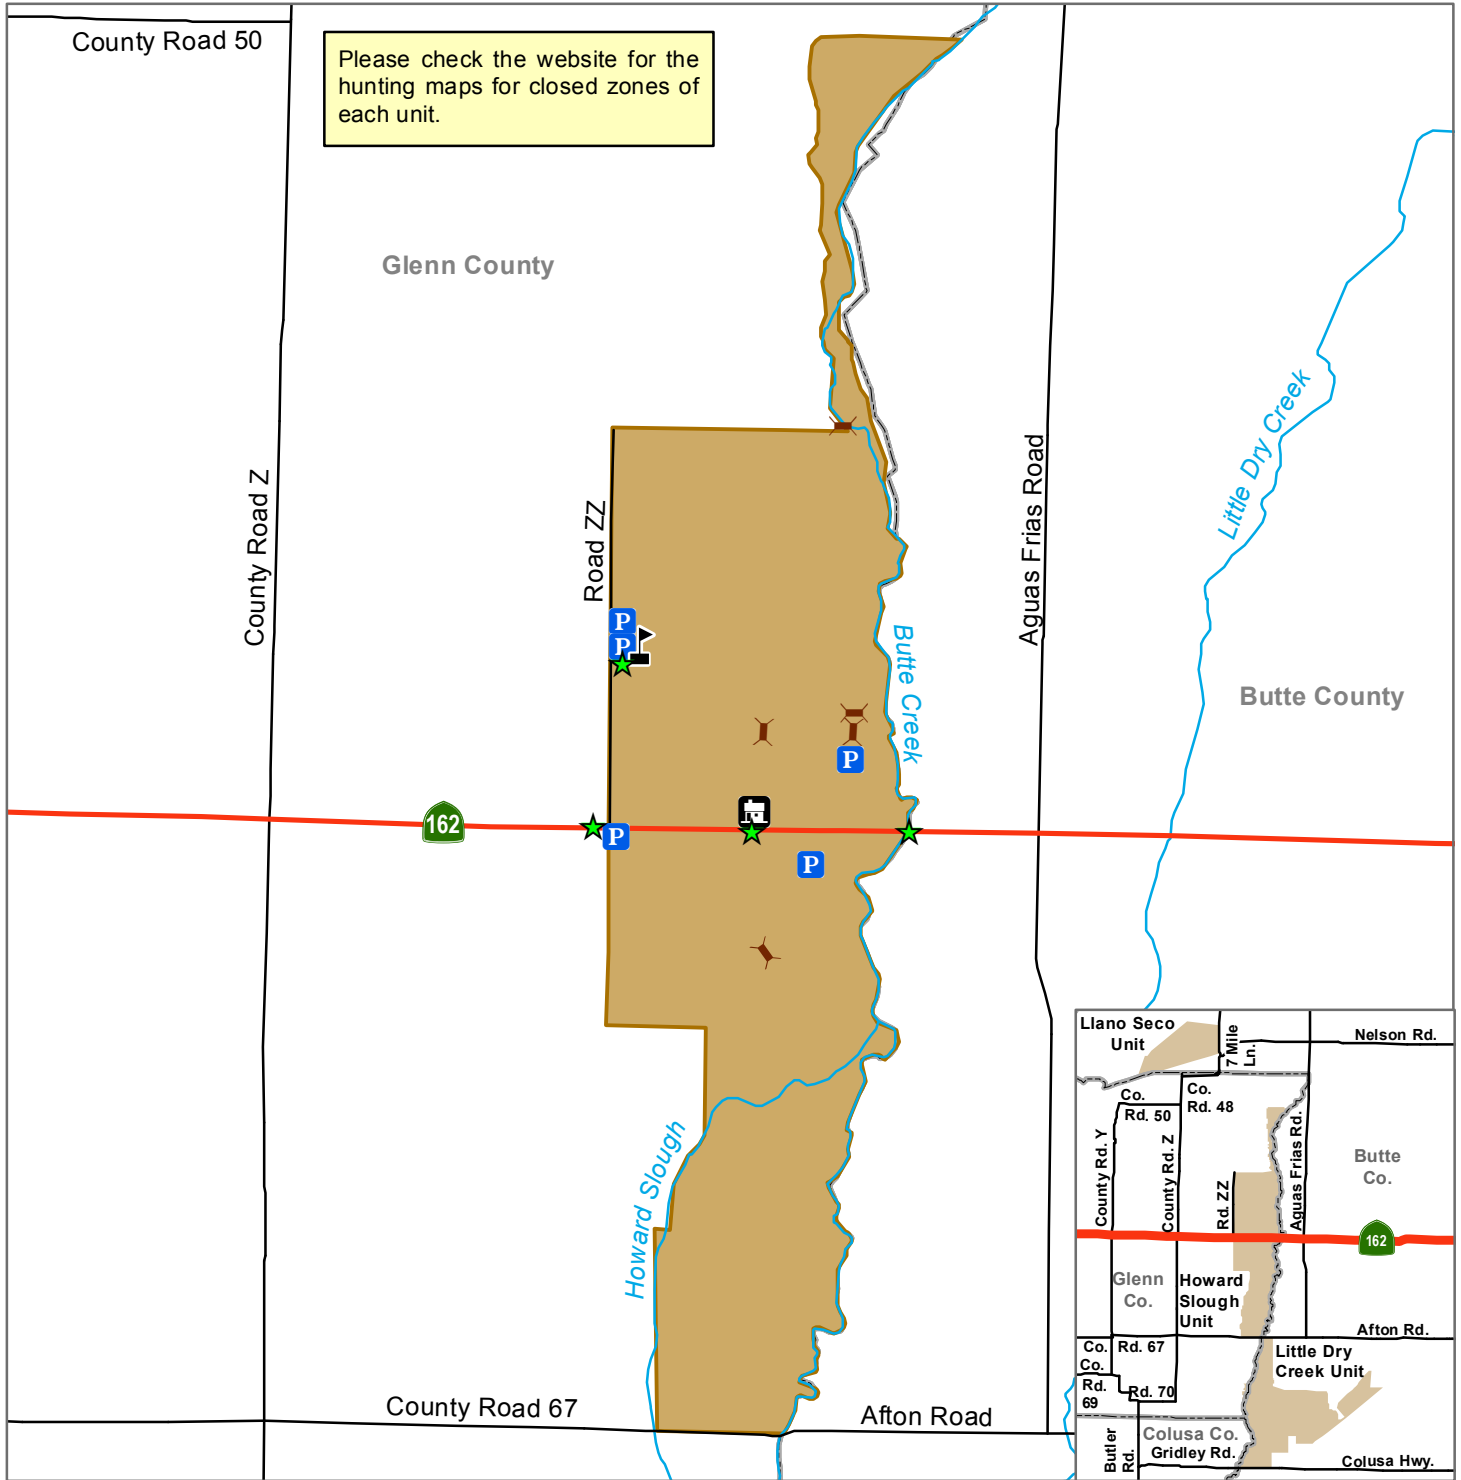 County Road 50
Please check the website for the
hunting maps for closed zones of
each unit.
Glenn County
County Road Z
Road ZZ
Aguas Frias Road
Little Dry Creek
Butte Creek
Butte County
P
P
P
162
P
P
Howard Slough
County Road 67
Afton Road
Llano Seco
Unit
7 Mile
Ln.
Nelson Rd.
Co.
Rd. 50
Co.
Rd. 48
County Rd. Y
County Rd. Z
Rd. ZZ
Aguas Frias Rd.
Butte
Co.
162
Glenn
Co.
Howard
Slough
Unit
Afton Rd.
Co.
Rd. 67
Co.
Rd.
69
Rd. 70
Little Dry
Creek Unit
Colusa Co.
Butler
Rd.
Gridley Rd.
Colusa Hwy.